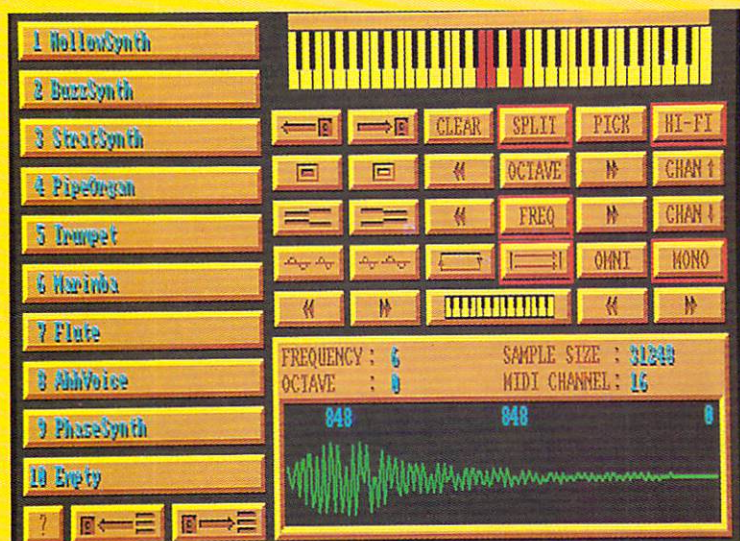 1 HollowSynth
2 BuzzSynth
3 StratSynth
4 PipeOrgan
5 Trumpet
6 Marimba
7 Flute
8 AhhVoice
9 PhaseSynth
10 Empty
?
CLEAR SPLIT PICK HI-FI
OCTAVE CHAN
FREQ CHAN
OMNI MONO
FREQUENCY : 6 SAMPLE SIZE : 31248
OCTAVE : 0 MIDI CHANNEL : 16
848 848 0